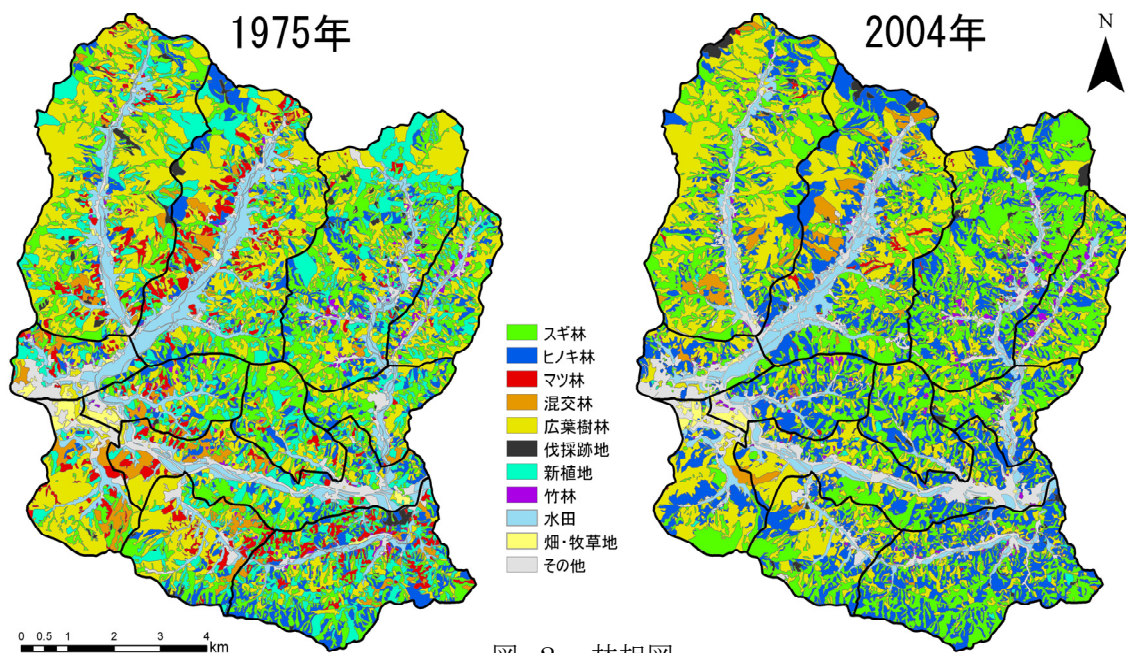 1975年
2004年
N
スギ林
ヒノキ林
マツ林
混交林
広葉樹林
伐採跡地
新植地
竹林
水田
畑・牧草地
その他
0 0.5 1 2 3 4
km
図-2 林相図